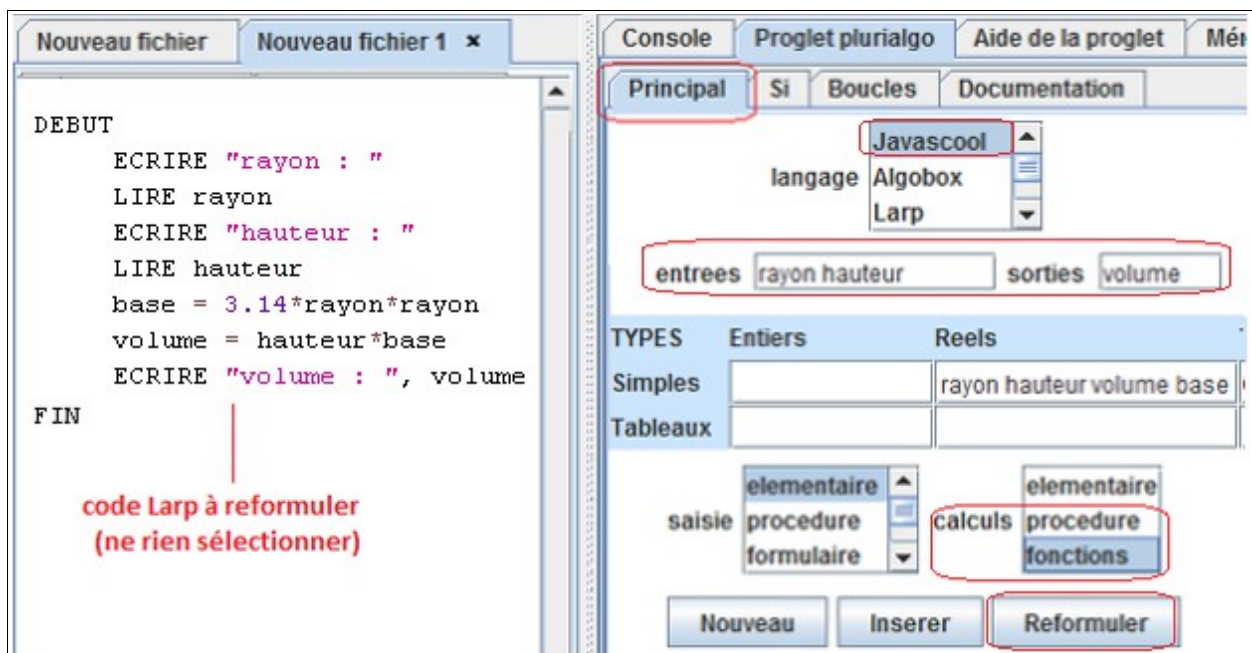 Nouveau fichier
Nouveau fichier 1 ×
DEBUT
ECRIRE "rayon : "
LIRE rayon
ECRIRE "hauteur : "
LIRE hauteur
base = 3.14*rayon*rayon
volume = hauteur*base
ECRIRE "volume : ", volume
FIN
code Larp à reformuler
(ne rien sélectionner)
Console
Proglet plurialgo
Aide de la proglet
Principal
Si
Boucles
Documentation
langage
Javascool
Algobox
Larp
entrees
rayon hauteur
sorties
volume
TYPES
Entiers
Reels
Simples
rayon hauteur volume base
Tableaux
saisie
elementaire
procedure
formulaire
calculs
elementaire
procedure
fonctions
Nouveau
Inserer
Reformuler